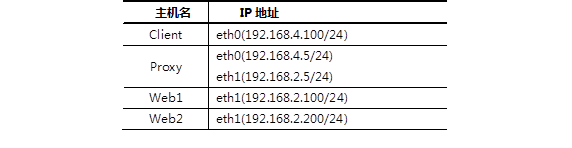 主机名 IP 地址
Client eth0(192.168.4.100/24)
Proxy eth0(192.168.4.5/24)
eth1(192.168.2.5/24)
Web1 eth1(192.168.2.100/24)
Web2 eth1(192.168.2.200/24)